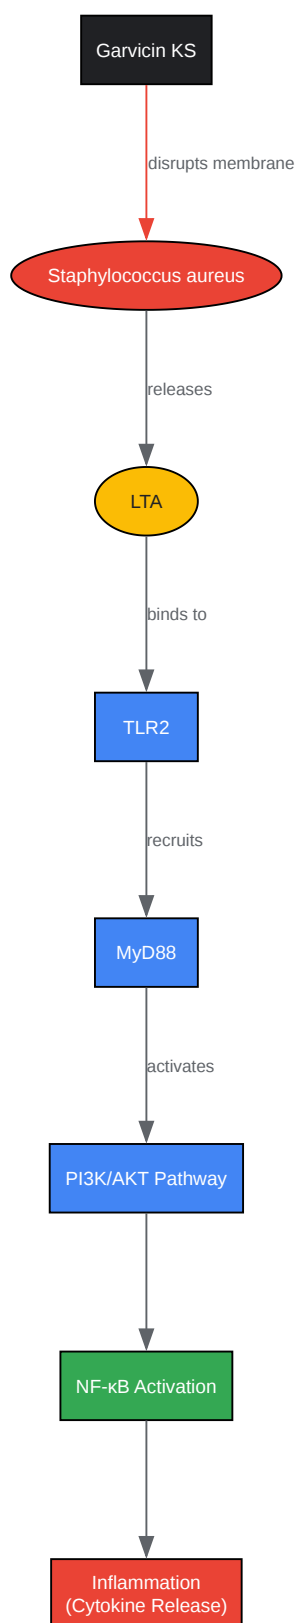 Garvicin KS
disrupts membrane
Staphylococcus aureus
releases
LTA
binds to
TLR2
recruits
MyD88
activates
PI3K/AKT Pathway
NF-κB Activation
Inflammation
(Cytokine Release)